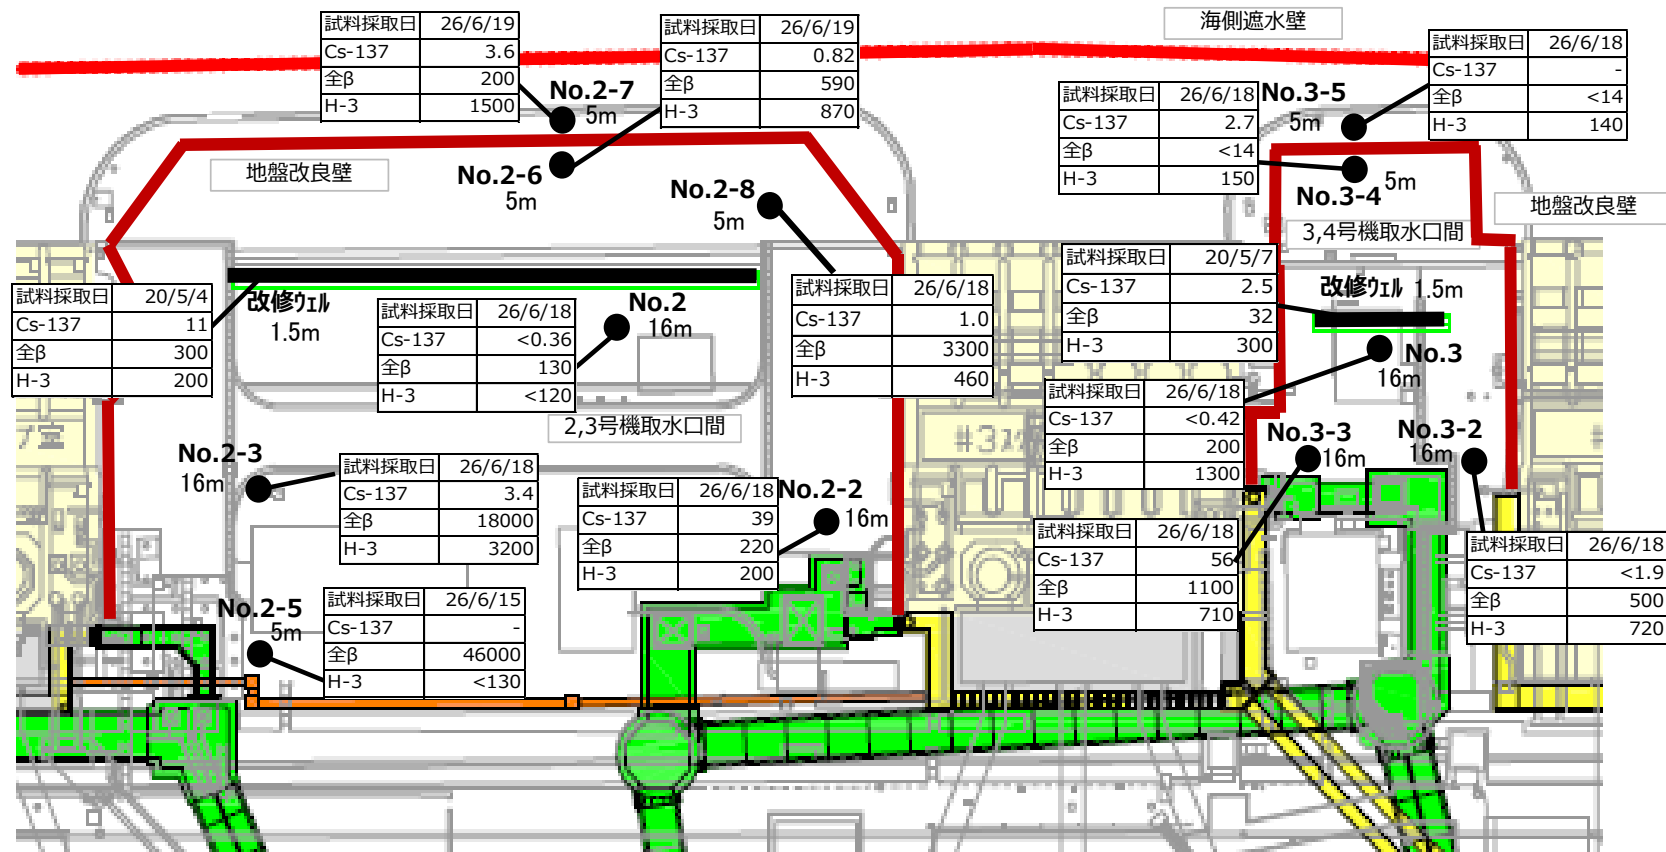 海側遮水壁
試料採取日 26/6/19
Cs-137 3.6
全β 200
H-3 1500
No.2-7
5m
試料採取日 26/6/19
Cs-137 0.82
全β 590
H-3 870
No.2-6
5m
試料採取日 26/6/18
Cs-137 2.7
全β <14
H-3 150
No.3-5
5m
試料採取日 26/6/18
Cs-137 -
全β <14
H-3 140
5m
No.3-4
地盤改良壁
No.2-8
5m
地盤改良壁
3,4号機取水口間
試料採取日 20/5/4
Cs-137 11
全β 300
H-3 200
改修ウェル
1.5m
試料採取日 26/6/18
Cs-137 <0.36
全β 130
H-3 <120
No.2
16m
試料採取日 26/6/18
Cs-137 1.0
全β 3300
H-3 460
試料採取日 20/5/7
Cs-137 2.5
全β 32
H-3 300
改修ウェル 1.5m
No.3
16m
試料採取日 26/6/18
Cs-137 <0.42
全β 200
H-3 1300
2,3号機取水口間
No.2-3
16m
試料採取日 26/6/18
Cs-137 3.4
全β 18000
H-3 3200
試料採取日 26/6/18
Cs-137 39
全β 220
H-3 200
No.2-2
16m
No.3-3
16m
No.3-2
16m
試料採取日 26/6/18
Cs-137 56
全β 1100
H-3 710
試料採取日 26/6/18
Cs-137 <1.9
全β 500
H-3 720
No.2-5
5m
試料採取日 26/6/15
Cs-137 -
全β 46000
H-3 <130